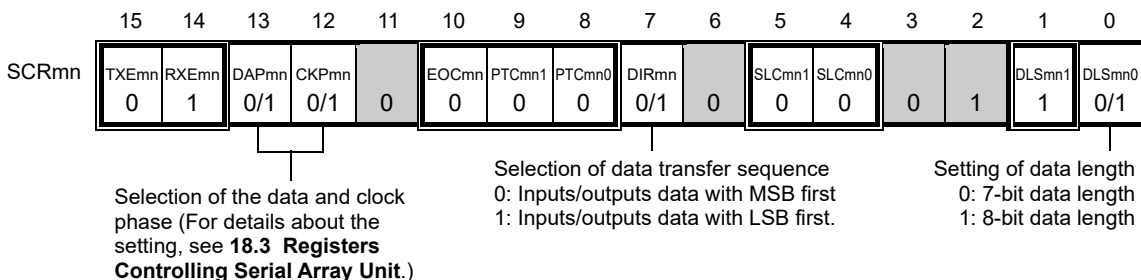 15 14 13 12 11 10 9 8 7 6 5 4 3 2 1 0
SCRmn TXEmn RXEmn DAPmn CKPmn EOCmn PTCmn1 PTCmn0 DIRmn SLCmn1 SLCmn0 DLSmn1 DLSmn0
0 1 0/1 0/1 0 0 0 0 0/1 0 0 0 0 1 1 0/1
Selection of the data and clock
phase (For details about the
setting, see 18.3 Registers
Controlling Serial Array Unit.)
Selection of data transfer sequence
0: Inputs/outputs data with MSB first
1: Inputs/outputs data with LSB first.
Setting of data length
0: 7-bit data length
1: 8-bit data length